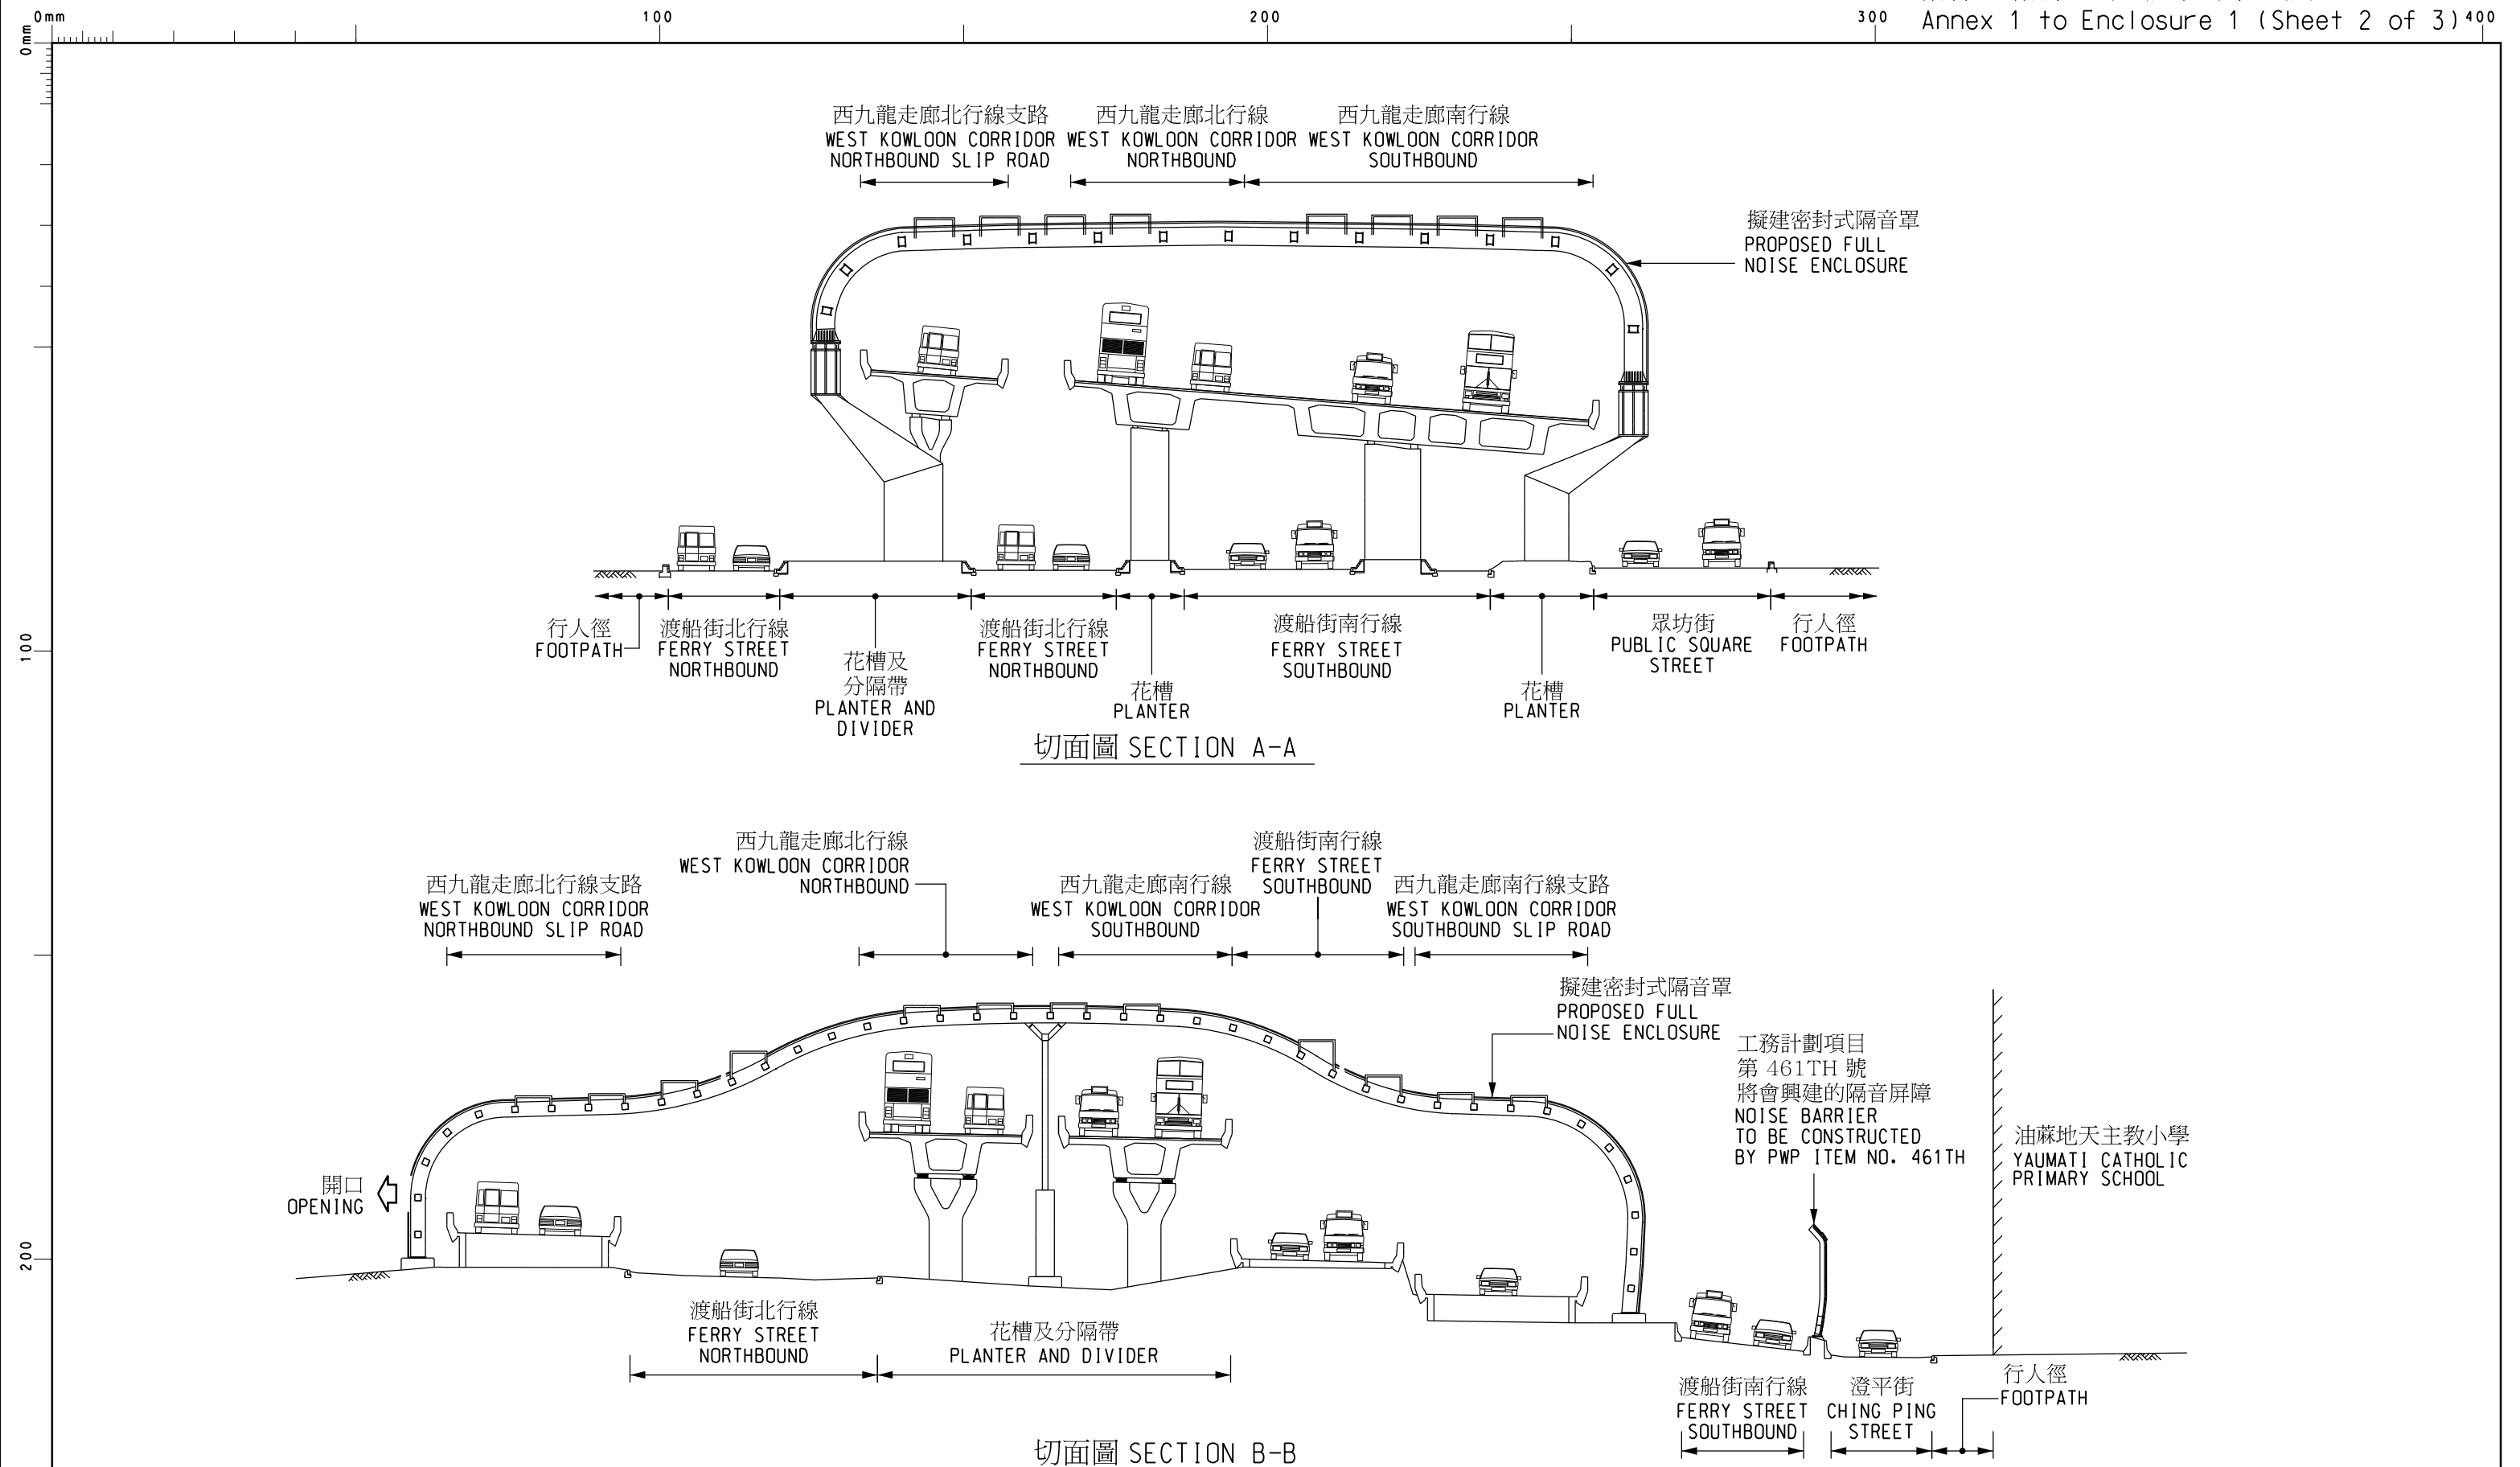 0mm
100
200
300
400
Annex 1 to Enclosure 1 (Sheet 2 of 3)
0mm
100
200
西九龍走廊北行線支路
WEST KOWLOON CORRIDOR
NORTHBOUND SLIP ROAD
西九龍走廊北行線
WEST KOWLOON CORRIDOR
NORTHBOUND
西九龍走廊南行線
WEST KOWLOON CORRIDOR
SOUTHBOUND
擬建密封式隔音罩
PROPOSED FULL
NOISE ENCLOSURE
行人徑
FOOTPATH
渡船街北行線
FERRY STREET
NORTHBOUND
花槽及
分隔帶
PLANTER AND
DIVIDER
渡船街北行線
FERRY STREET
NORTHBOUND
花槽
PLANTER
渡船街南行線
FERRY STREET
SOUTHBOUND
花槽
PLANTER
眾坊街
PUBLIC SQUARE
STREET
行人徑
FOOTPATH
切面圖 SECTION A-A
西九龍走廊北行線支路
WEST KOWLOON CORRIDOR
NORTHBOUND SLIP ROAD
西九龍走廊北行線
WEST KOWLOON CORRIDOR
NORTHBOUND
西九龍走廊南行線
WEST KOWLOON CORRIDOR
SOUTHBOUND
渡船街南行線
FERRY STREET
SOUTHBOUND
西九龍走廊南行線支路
WEST KOWLOON CORRIDOR
SOUTHBOUND SLIP ROAD
擬建密封式隔音罩
PROPOSED FULL
NOISE ENCLOSURE
工務計劃項目
第 461TH 號
將會興建的隔音屏障
NOISE BARRIER
TO BE CONSTRUCTED
BY PWP ITEM NO. 461TH
油蔴地天主教小學
YAUMATI CATHOLIC
PRIMARY SCHOOL
開口
OPENING
渡船街北行線
FERRY STREET
NORTHBOUND
花槽及分隔帶
PLANTER AND DIVIDER
渡船街南行線
FERRY STREET
SOUTHBOUND
澄平街
CHING PING
STREET
行人徑
FOOTPATH
切面圖 SECTION B-B